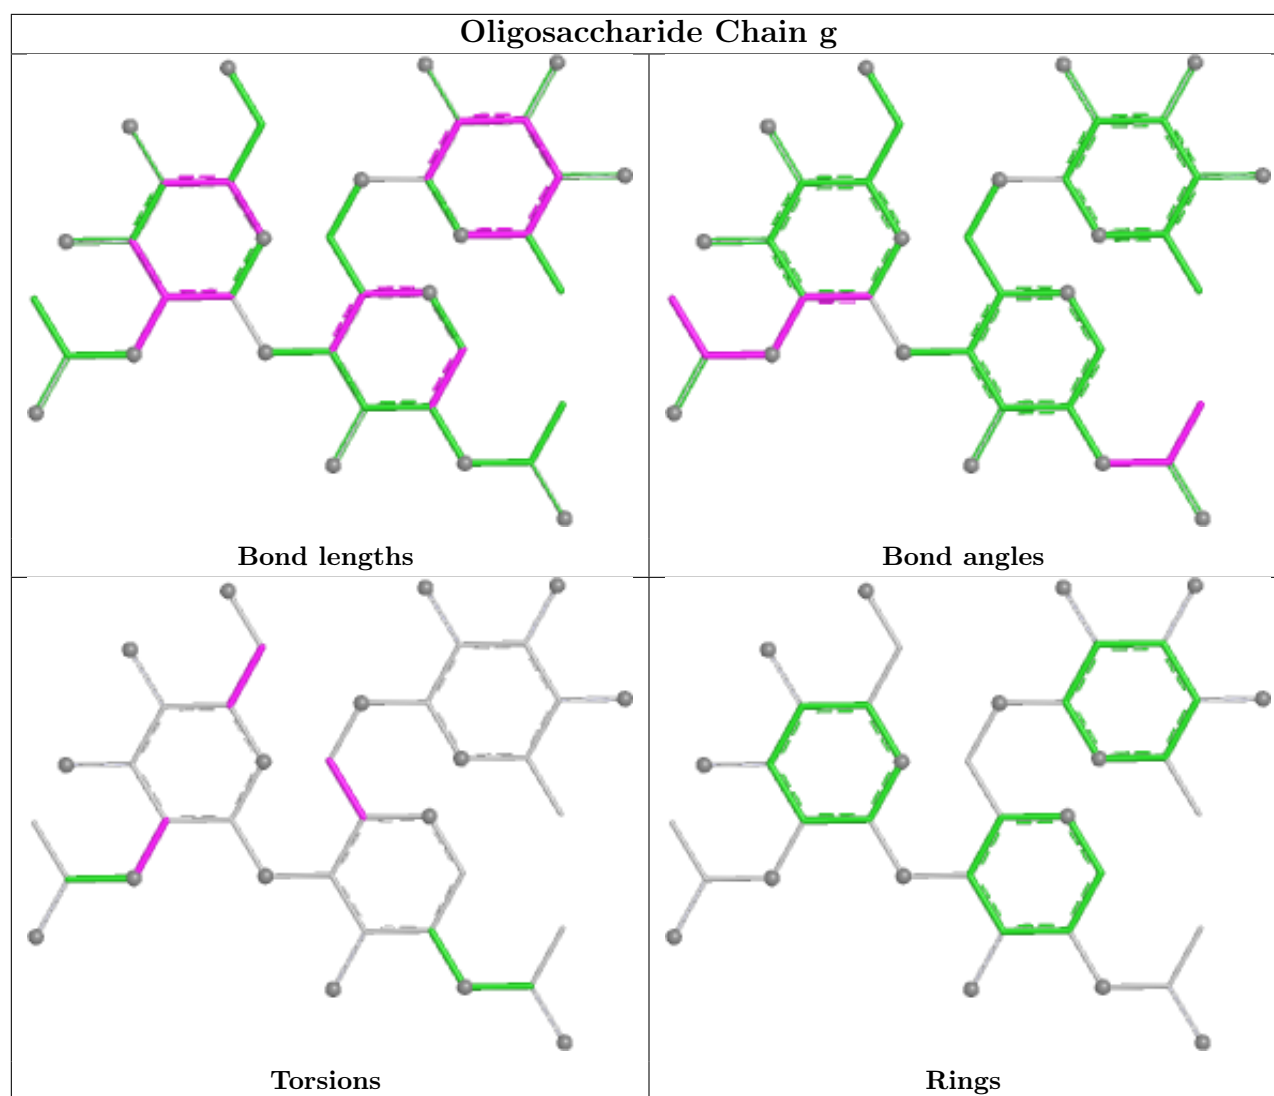 Oligosaccharide Chain g
Bond lengths
Bond angles
Torsions
Rings